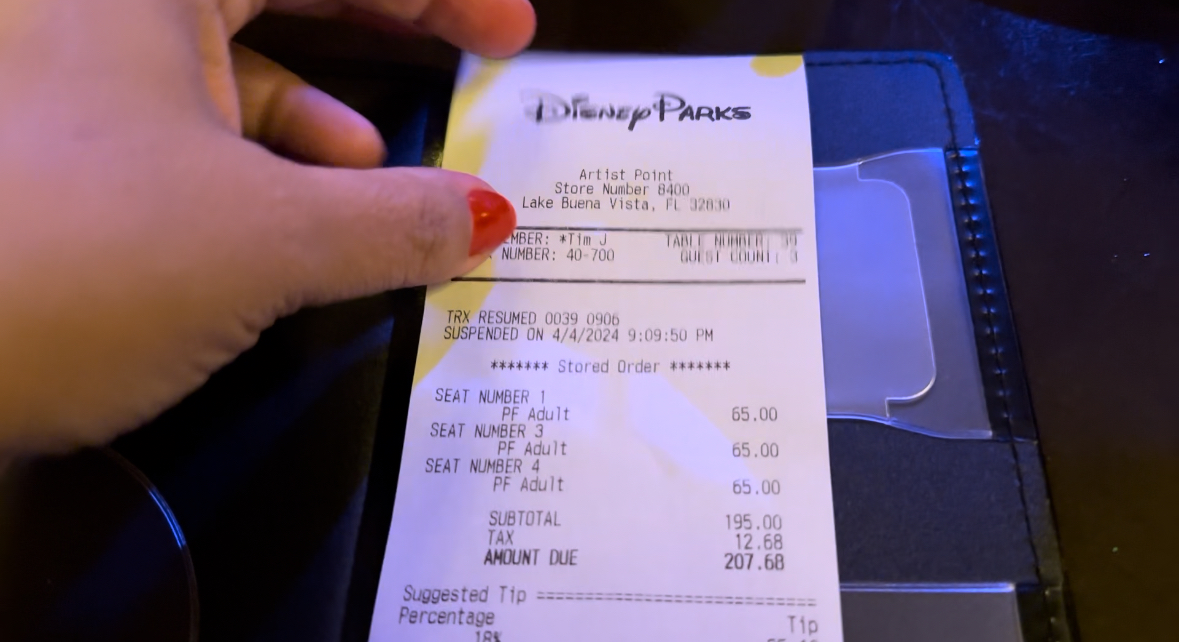 Disney Parks
Artist Point
Store Number 8400
Lake Buena Vista, FL 32830
EMBER: *Tim J TABLE NUMBER:
NUMBER: 40-700 GUEST COUNT: 3
TRX RESUMED 0039 0906
SUSPENDED ON 4/4/2024 9:09:50 PM
******* Stored Order *******
SEAT NUMBER 1
PF Adult 65.00
SEAT NUMBER 3
PF Adult 65.00
SEAT NUMBER 4
PF Adult 65.00
SUBTOTAL 195.00
TAX 12.68
AMOUNT DUE 207.68
Suggested Tip ==============================
Percentage Tip
18%